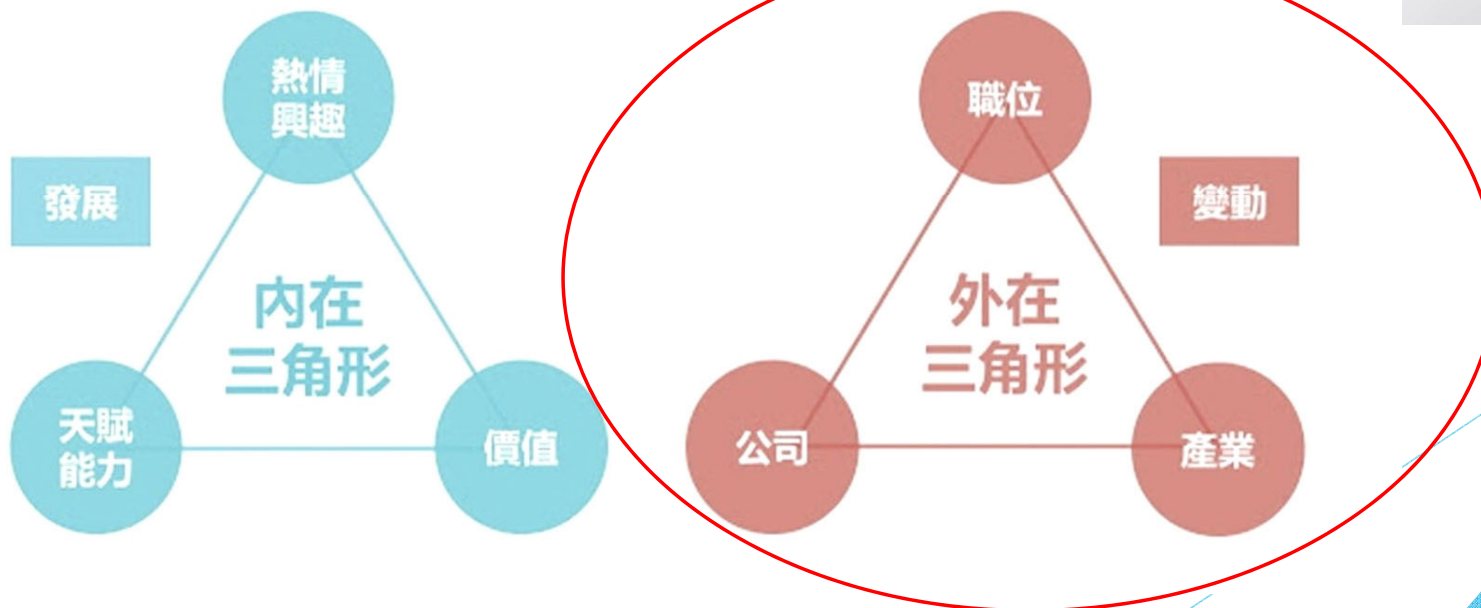 熱情
興趣
發展
內在
三角形
天賦
能力
價值
職位
變動
外在
三角形
公司
產業